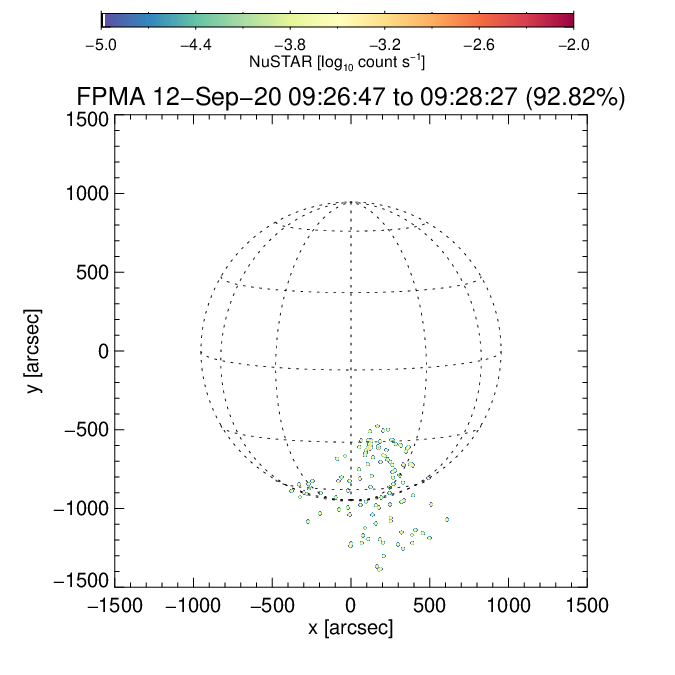 −5.0 −4.4 −3.8 −3.2 −2.6 −2.0
NuSTAR [log10 count s−1]
FPMA 12−Sep−20 09:26:47 to 09:28:27 (92.82%)
1500
1000
500
0
−500
−1000
−1500
y [arcsec]
−1500 −1000 −500 0 500 1000 1500
x [arcsec]